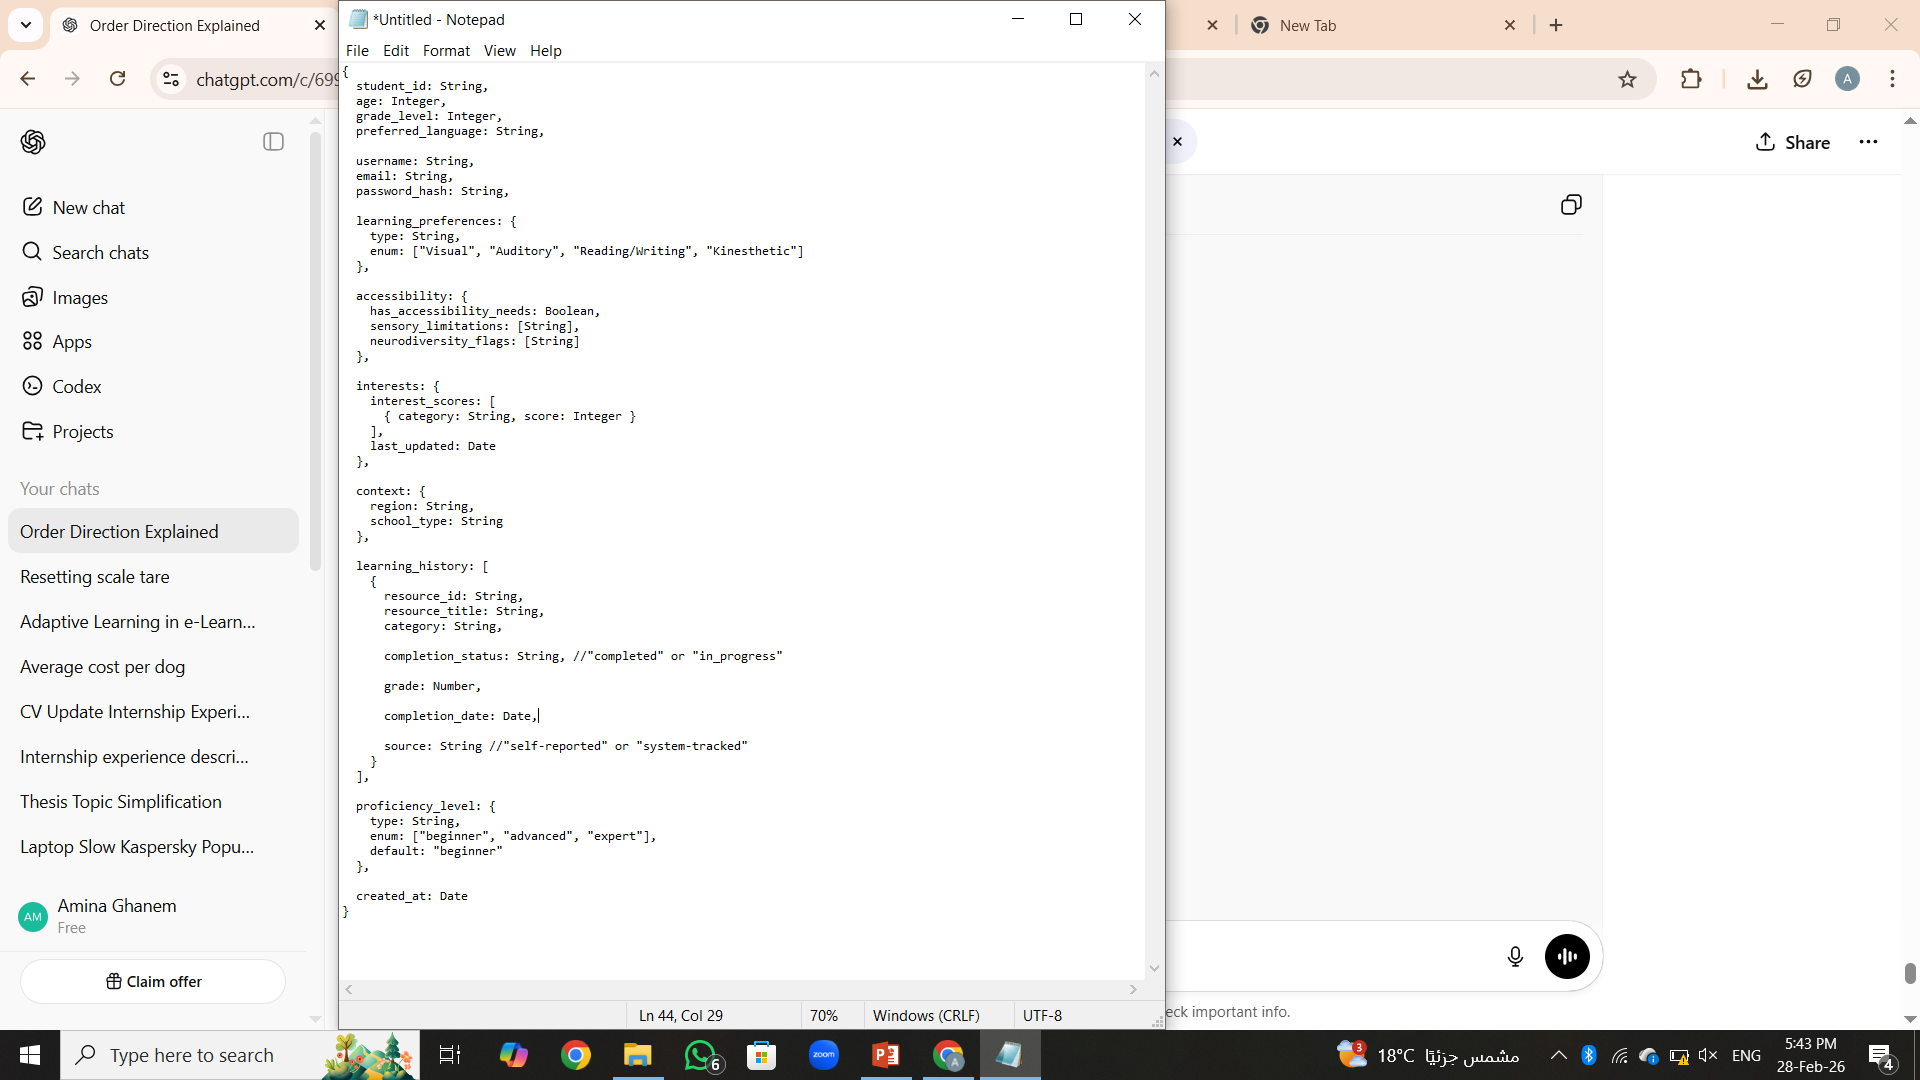 Order Direction Explained
New Tab
chatgpt.com/c/699
A
*Untitled - Notepad
File Edit Format View Help
{
student_id: String,
age: Integer,
grade_level: Integer,
preferred_language: String,
username: String,
email: String,
password_hash: String,
learning_preferences: {
type: String,
enum: ["Visual", "Auditory", "Reading/Writing", "Kinesthetic"]
},
accessibility: {
has_accessibility_needs: Boolean,
sensory_limitations: [String],
neurodiversity_flags: [String]
},
interests: {
interest_scores: [
{ category: String, score: Integer }
],
last_updated: Date
},
context: {
region: String,
school_type: String
},
learning_history: [
{
resource_id: String,
resource_title: String,
category: String,
completion_status: String, //"completed" or "in_progress"
grade: Number,
completion_date: Date,
source: String //"self-reported" or "system-tracked"
}
],
proficiency_level: {
type: String,
enum: ["beginner", "advanced", "expert"],
default: "beginner"
},
created_at: Date
}
Ln 44, Col 29
70%
Windows (CRLF)
UTF-8
New chat
Search chats
Images
Apps
Codex
Projects
Your chats
Order Direction Explained
Resetting scale tare
Adaptive Learning in e-Learn...
Average cost per dog
CV Update Internship Experi...
Internship experience descri...
Thesis Topic Simplification
Laptop Slow Kaspersky Popu...
AM
Amina Ghanem
Free
Claim offer
Share
eck important info.
Type here to search
zoom
6
3
18°C مشمس جزئيًا
ENG
5:43 PM
28-Feb-26
4